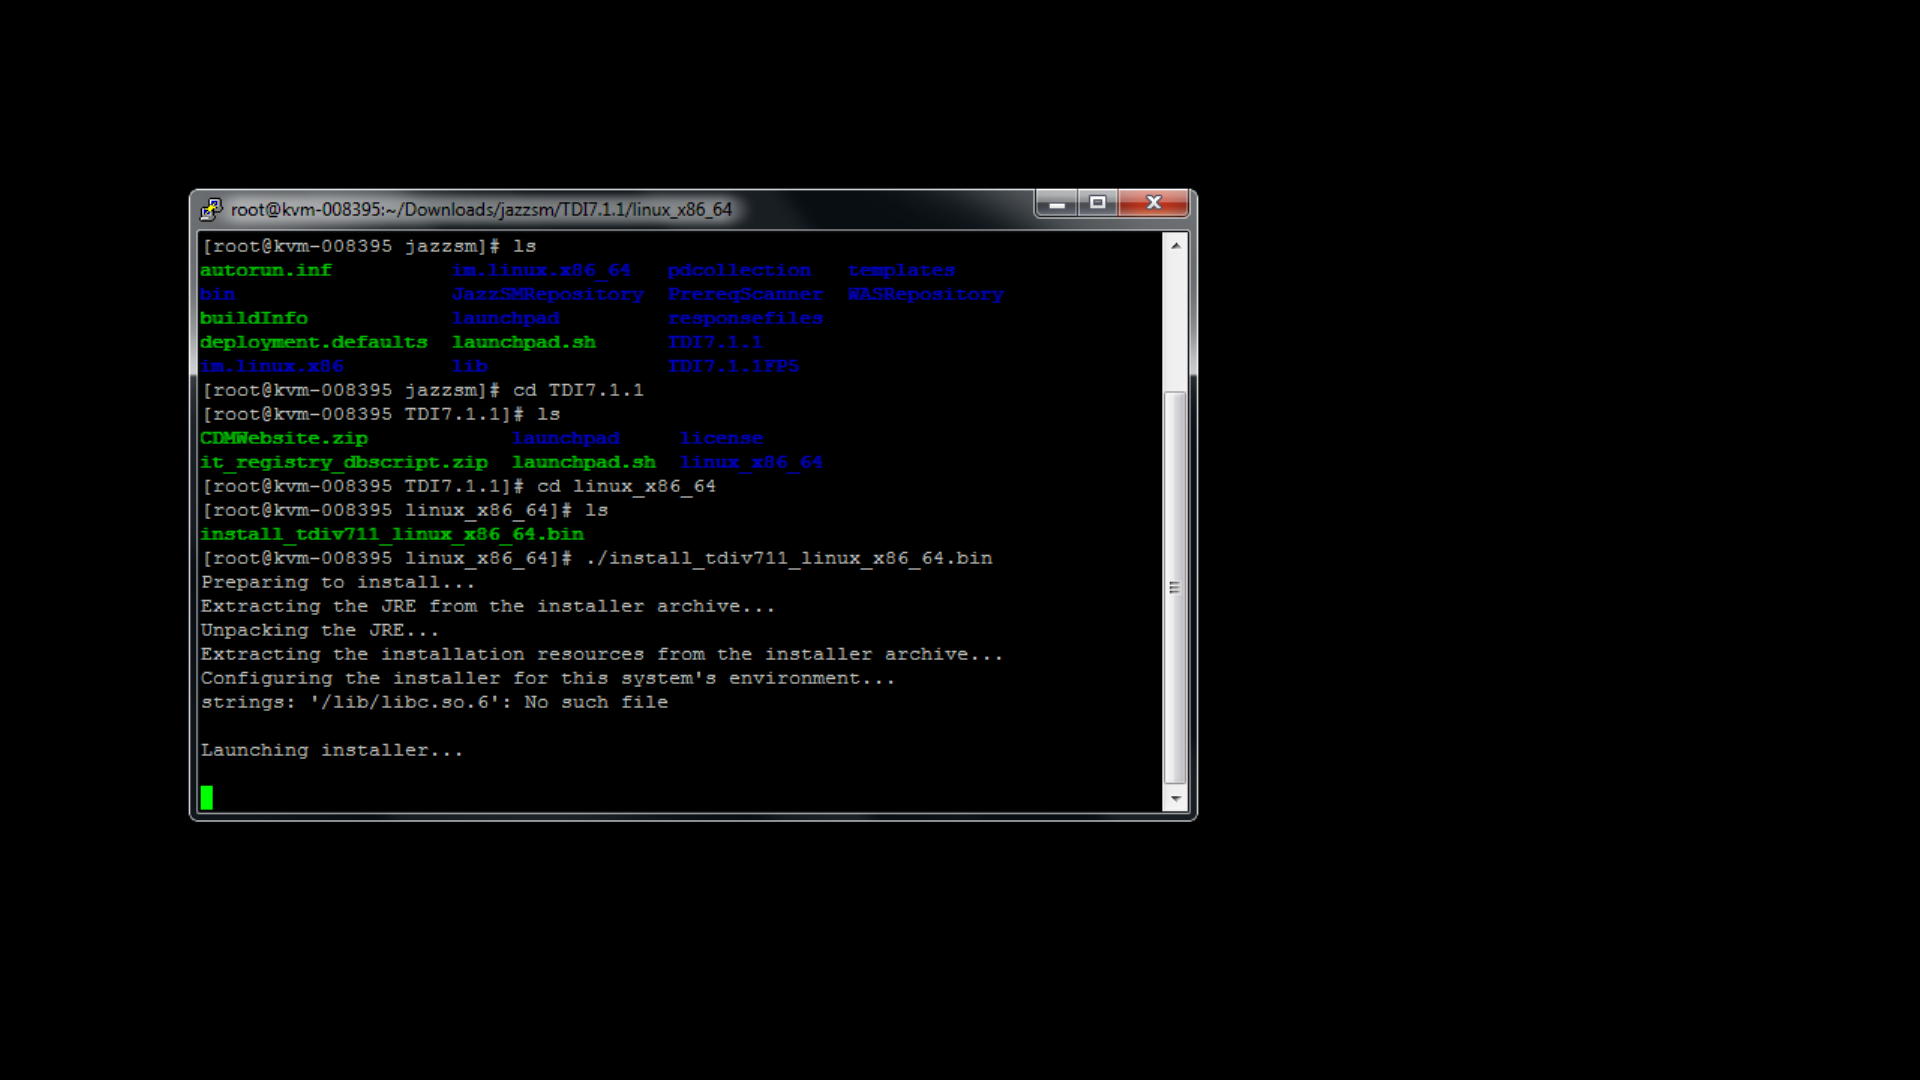 root@kvm-008395:~/Downloads/jazzsm/TDI7.1.1/linux_x86_64
[root@kvm-008395 jazzsm]# ls
autorun.inf im.linux.x86_64 pdcollection templates
bin JazzSMRepository PrereqScanner WASRepository
buildInfo launchpad responsefiles
deployment.defaults launchpad.sh TDI7.1.1
im.linux.x86 lib TDI7.1.1FP5
[root@kvm-008395 jazzsm]# cd TDI7.1.1
[root@kvm-008395 TDI7.1.1]# ls
CDMWebsite.zip launchpad license
it_registry_dbscript.zip launchpad.sh linux_x86_64
[root@kvm-008395 TDI7.1.1]# cd linux_x86_64
[root@kvm-008395 linux_x86_64]# ls
install_tdiv711_linux_x86_64.bin
[root@kvm-008395 linux_x86_64]# ./install_tdiv711_linux_x86_64.bin
Preparing to install...
Extracting the JRE from the installer archive...
Unpacking the JRE...
Extracting the installation resources from the installer archive...
Configuring the installer for this system's environment...
strings: '/lib/libc.so.6': No such file
Launching installer...